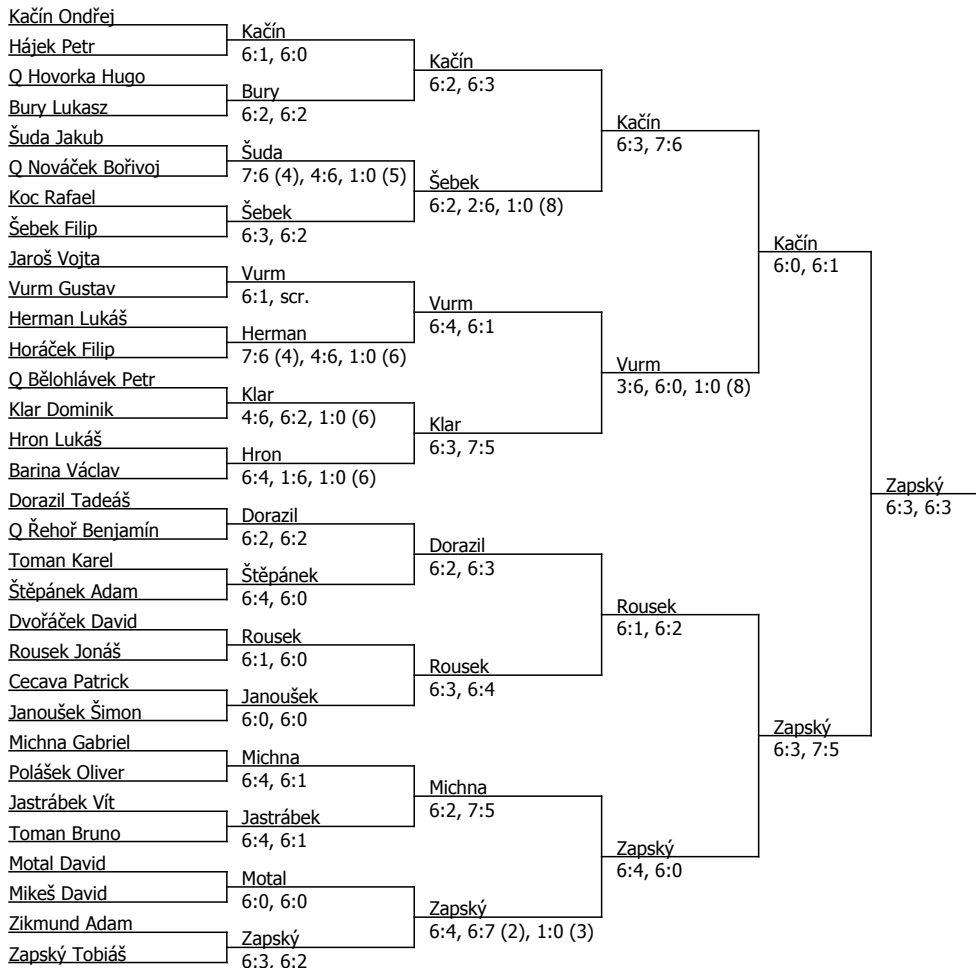 Kačín Ondřej
Hájek Petr
Q Hovorka Hugo
Bury Lukasz
Šuda Jakub
Q Nováček Bořivoj
Koc Rafael
Šebek Filip
Jaroš Vojta
Vurm Gustav
Herman Lukáš
Horáček Filip
Q Bělohlávek Petr
Klar Dominik
Hron Lukáš
Barina Václav
Dorazil Tadeáš
Q Řehoř Benjamín
Toman Karel
Štěpánek Adam
Dvořáček David
Rousek Jonáš
Cecava Patrick
Janoušek Šimon
Michna Gabriel
Polášek Oliver
Jastrábek Vít
Toman Bruno
Motal David
Mikeš David
Zikmund Adam
Zapský Tobiáš
Kačín
6:1, 6:0
Bury
6:2, 6:2
Šuda
7:6 (4), 4:6, 1:0 (5)
Šebek
6:3, 6:2
Vurm
6:1, scr.
Herman
7:6 (4), 4:6, 1:0 (6)
Klar
4:6, 6:2, 1:0 (6)
Hron
6:4, 1:6, 1:0 (6)
Dorazil
6:2, 6:2
Štěpánek
6:4, 6:0
Rousek
6:1, 6:0
Janoušek
6:0, 6:0
Michna
6:4, 6:1
Jastrábek
6:4, 6:1
Motal
6:0, 6:0
Zapský
6:3, 6:2
Kačín
6:2, 6:3
Šebek
6:2, 2:6, 1:0 (8)
Vurm
6:4, 6:1
Klar
6:3, 7:5
Dorazil
6:2, 6:3
Rousek
6:3, 6:4
Michna
6:2, 7:5
Zapský
6:4, 6:7 (2), 1:0 (3)
Kačín
6:3, 7:6
Vurm
3:6, 6:0, 1:0 (8)
Rousek
6:1, 6:2
Zapský
6:4, 6:0
Kačín
6:0, 6:1
Zapský
6:3, 7:5
Zapský
6:3, 6:3